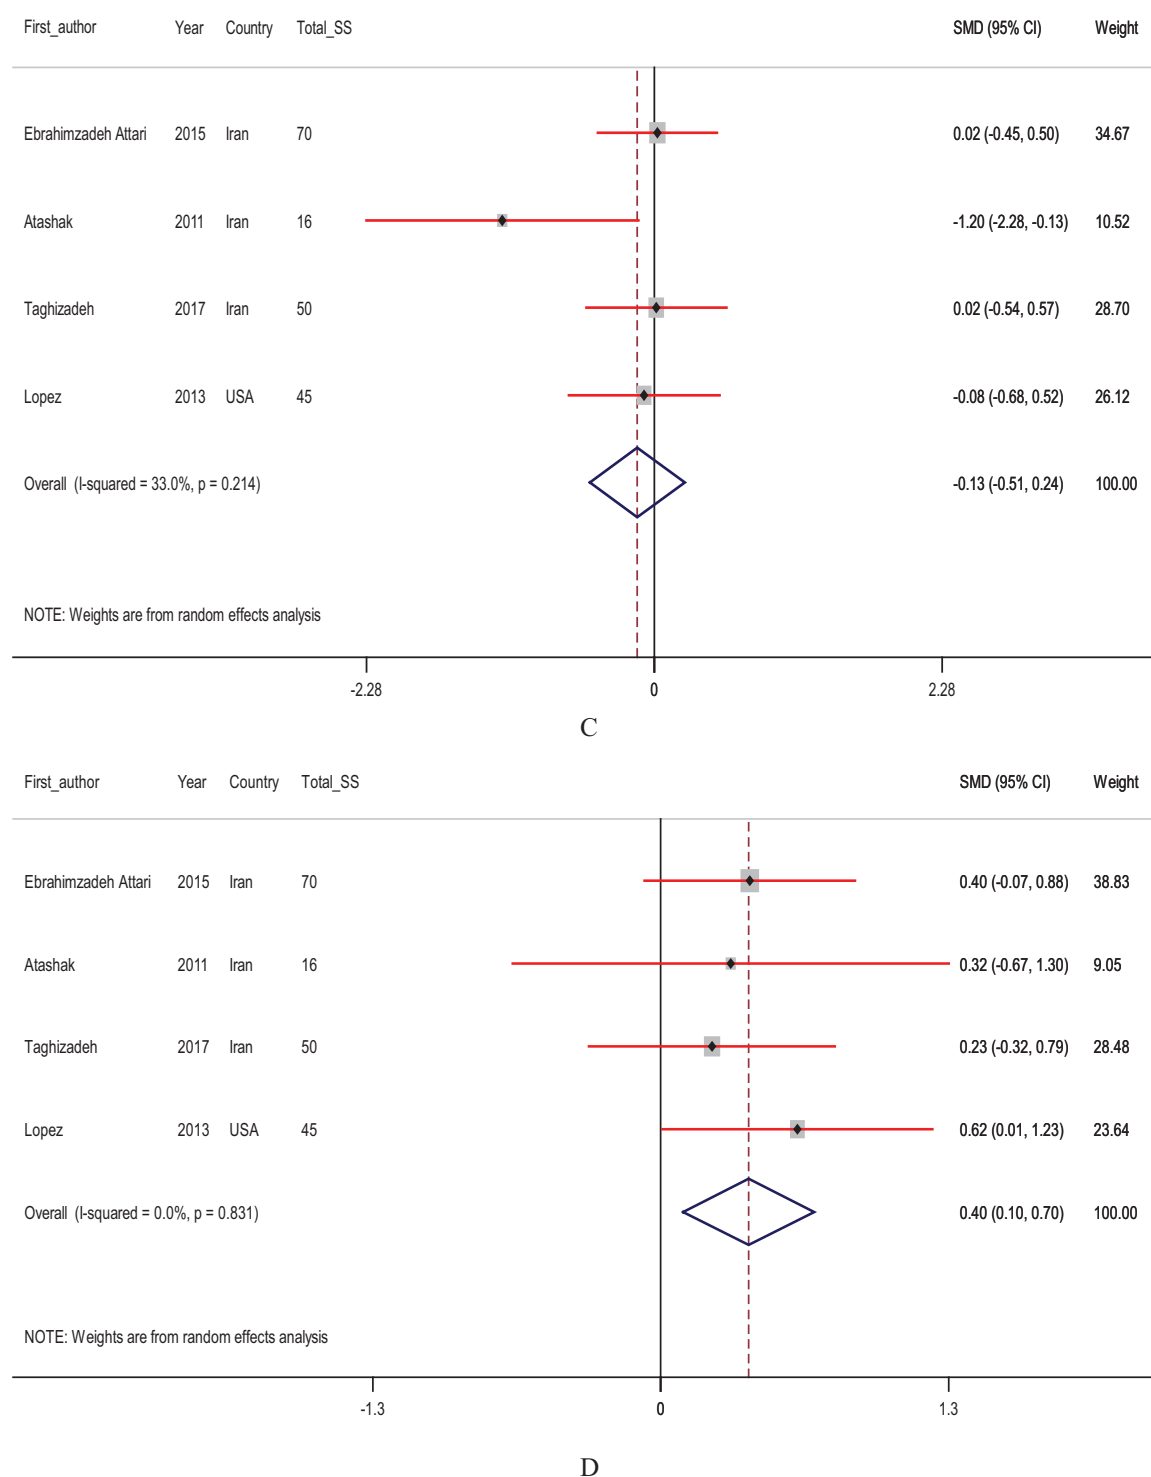 First_author Year Country Total_SS SMD (95% CI) Weight
Ebrahimzadeh Attari 2015 Iran 70 0.02 (-0.45, 0.50) 34.67
Atashak 2011 Iran 16 -1.20 (-2.28, -0.13) 10.52
Taghizadeh 2017 Iran 50 0.02 (-0.54, 0.57) 28.70
Lopez 2013 USA 45 -0.08 (-0.68, 0.52) 26.12
Overall (I-squared = 33.0%, p = 0.214) -0.13 (-0.51, 0.24) 100.00
NOTE: Weights are from random effects analysis
-2.28 0 2.28
C
First_author Year Country Total_SS SMD (95% CI) Weight
Ebrahimzadeh Attari 2015 Iran 70 0.40 (-0.07, 0.88) 38.83
Atashak 2011 Iran 16 0.32 (-0.67, 1.30) 9.05
Taghizadeh 2017 Iran 50 0.23 (-0.32, 0.79) 28.48
Lopez 2013 USA 45 0.62 (0.01, 1.23) 23.64
Overall (I-squared = 0.0%, p = 0.831) 0.40 (0.10, 0.70) 100.00
NOTE: Weights are from random effects analysis
-1.3 0 1.3
D